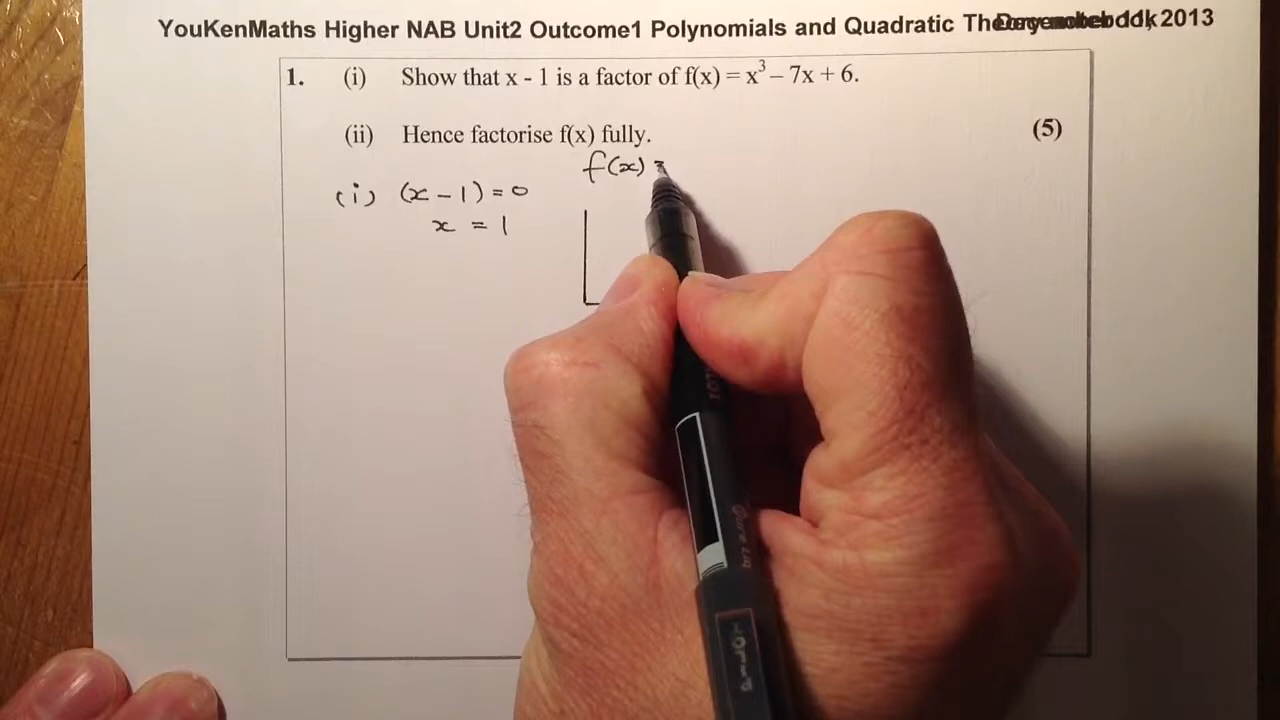 YouKenMaths Higher NAB Unit2 Outcome1 Polynomials and Quadratic 2013
1. (i) Show that x - 1 is a factor of f(x) = x³ – 7x + 6.
(ii) Hence factorise f(x) fully. (5)
f(x) =
(i) (x - 1) = 0
x = 1